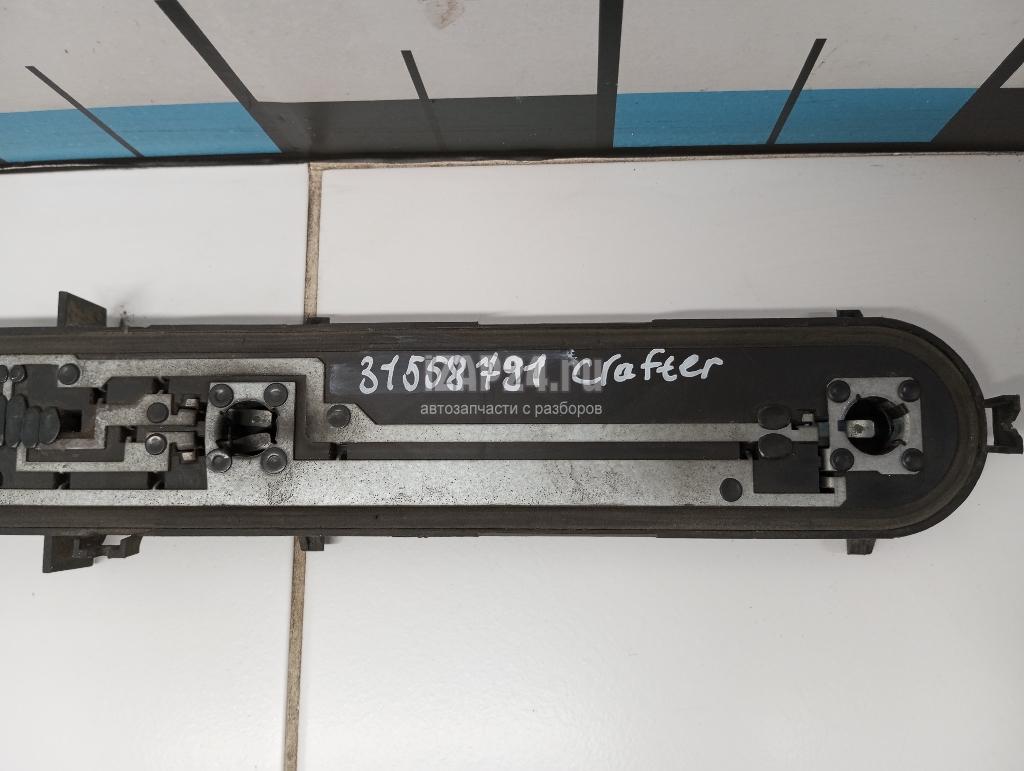 31558791 Crafter
автозапчасти с разборов